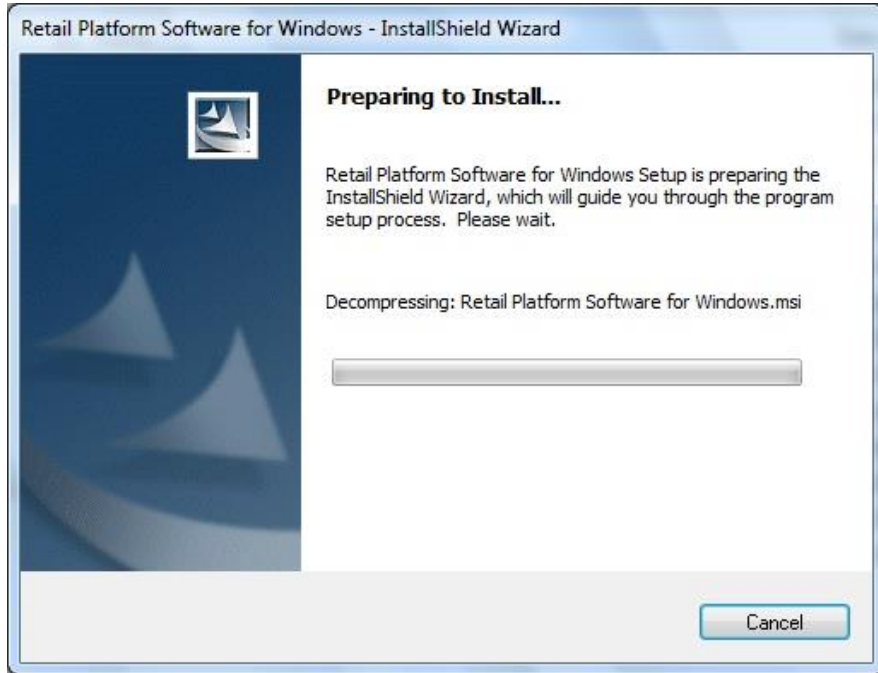 Retail Platform Software for Windows - InstallShield Wizard
Preparing to Install...
Retail Platform Software for Windows Setup is preparing the
InstallShield Wizard, which will guide you through the program
setup process.  Please wait.
Decompressing: Retail Platform Software for Windows.msi
Cancel